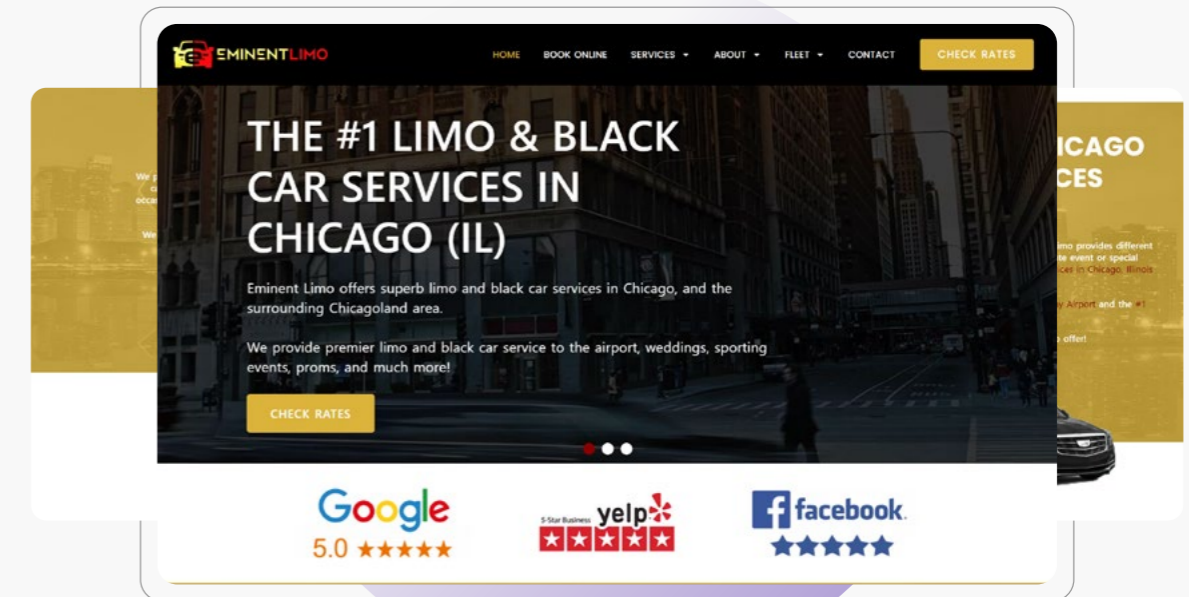 EMINENTLIMO
HOME BOOK ONLINE SERVICES ABOUT FLEET CONTACT CHECK RATES
THE #1 LIMO & BLACK
CAR SERVICES IN
CHICAGO (IL)
Eminent Limo offers superb limo and black car services in Chicago, and the
surrounding Chicagoland area.
We provide premier limo and black car service to the airport, weddings, sporting
events, proms, and much more!
CHECK RATES
Google
5.0
5-Star Business yelp
facebook.
We p
occas
We
ICAGO
CES
imo provides different
te event or special
ices in Chicago, Illinois
y Airport and the #1
offer!